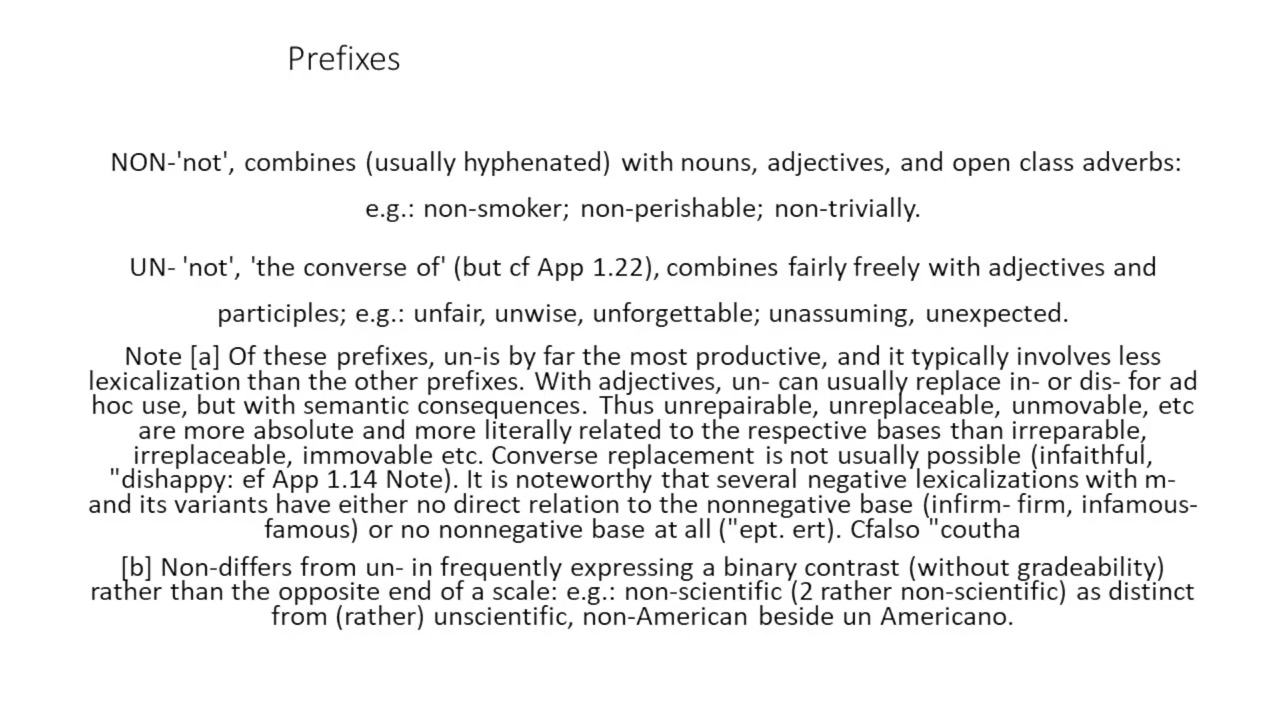 Prefixes
NON-'not', combines (usually hyphenated) with nouns, adjectives, and open class adverbs:
e.g.: non-smoker; non-perishable; non-trivially.
UN- 'not', 'the converse of' (but cf App 1.22), combines fairly freely with adjectives and
participles; e.g.: unfair, unwise, unforgettable; unassuming, unexpected.
Note [a] Of these prefixes, un-is by far the most productive, and it typically involves less
lexicalization than the other prefixes. With adjectives, un- can usually replace in- or dis- for ad
hoc use, but with semantic consequences. Thus unrepairable, unreplaceable, unmovable, etc
are more absolute and more literally related to the respective bases than irreparable,
irreplaceable, immovable etc. Converse replacement is not usually possible (infaithful,
"dishappy: ef App 1.14 Note). It is noteworthy that several negative lexicalizations with m-
and its variants have either no direct relation to the nonnegative base (infirm- firm, infamous-
famous) or no nonnegative base at all ("ept. ert). Cfalso "coutha
[b] Non-differs from un- in frequently expressing a binary contrast (without gradeability)
rather than the opposite end of a scale: e.g.: non-scientific (2 rather non-scientific) as distinct
from (rather) unscientific, non-American beside un Americano.